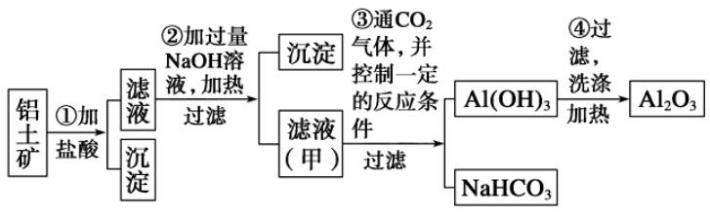 铝土矿
①加
盐酸
滤液
沉淀
②加过量
NaOH溶
液,加热
过滤
沉淀
滤液
(甲)
③通CO₂
气体,并
控制一定
的反应条
件
过滤
Al(OH)₃
NaHCO₃
④过
滤,
洗涤
加热
Al₂O₃